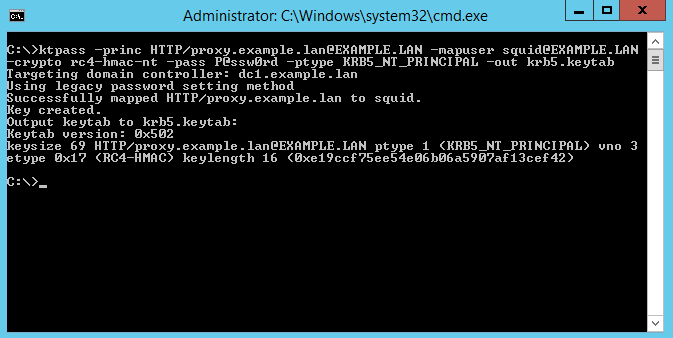 Administrator: C:\Windows\system32\cmd.exe
C:\>ktpass -princ HTTP/proxy.example.lan@EXAMPLE.LAN -mapuser squid@EXAMPLE.LAN
-crypto rc4-hmac-nt -pass P@ssw0rd -ptype KRB5_NT_PRINCIPAL -out krb5.keytab
Targeting domain controller: dc1.example.lan
Using legacy password setting method
Successfully mapped HTTP/proxy.example.lan to squid.
Key created.
Output keytab to krb5.keytab:
Keytab version: 0x502
keysize 69 HTTP/proxy.example.lan@EXAMPLE.LAN ptype 1 (KRB5_NT_PRINCIPAL) vno 3
etype 0x17 (RC4-HMAC) keylength 16 (0xe19ccf75ee54e06b06a5907af13cef42)
C:\>_